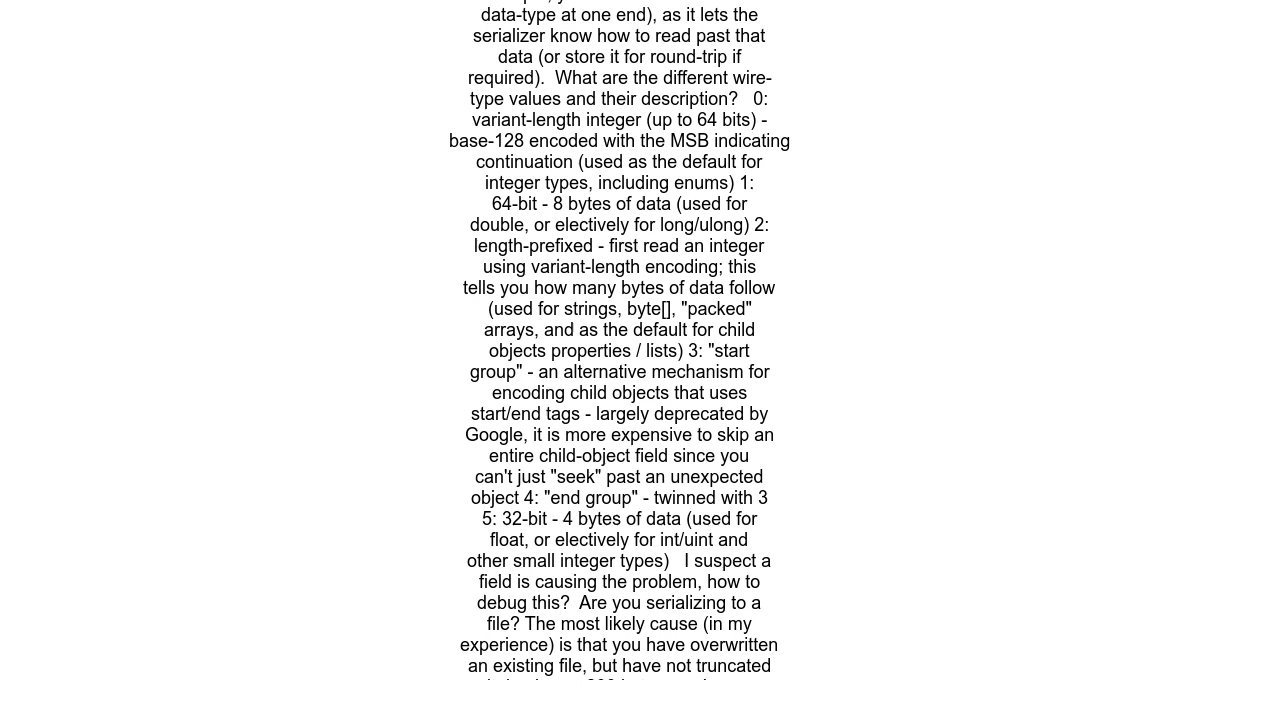 data-type at one end), as it lets the
serializer know how to read past that
data (or store it for round-trip if
required).  What are the different wire-
type values and their description?   0:
variant-length integer (up to 64 bits) -
base-128 encoded with the MSB indicating
continuation (used as the default for
integer types, including enums) 1:
64-bit - 8 bytes of data (used for
double, or electively for long/ulong) 2:
length-prefixed - first read an integer
using variant-length encoding; this
tells you how many bytes of data follow
(used for strings, byte[], "packed"
arrays, and as the default for child
objects properties / lists) 3: "start
group" - an alternative mechanism for
encoding child objects that uses
start/end tags - largely deprecated by
Google, it is more expensive to skip an
entire child-object field since you
can't just "seek" past an unexpected
object 4: "end group" - twinned with 3
5: 32-bit - 4 bytes of data (used for
float, or electively for int/uint and
other small integer types)   I suspect a
field is causing the problem, how to
debug this?  Are you serializing to a
file? The most likely cause (in my
experience) is that you have overwritten
an existing file, but have not truncated